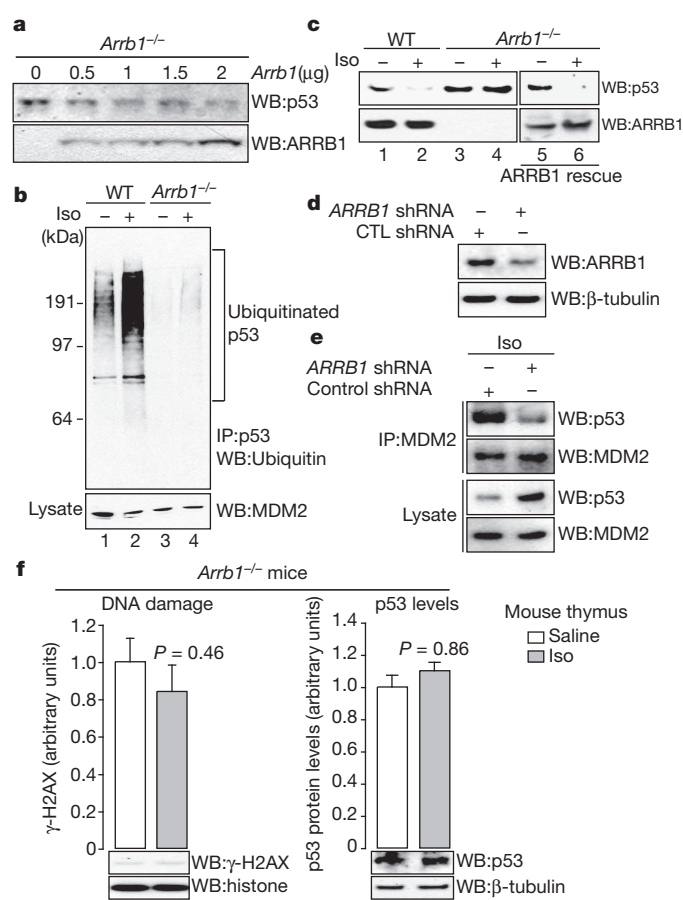 a
Arrb1–/–
0 0.5 1 1.5 2 Arrb1(μg)
WB:p53
WB:ARRB1
b
WT Arrb1–/–
Iso – + – +
(kDa)
191–
97 –
64 –
Ubiquitinated
p53
IP:p53
WB:Ubiquitin
Lysate WB:MDM2
1 2 3 4
c
WT Arrb1–/–
Iso – + – + – +
WB:p53
WB:ARRB1
1 2 3 4 5 6
ARRB1 rescue
d
ARRB1 shRNA – +
CTL shRNA + –
WB:ARRB1
WB:β-tubulin
e
Iso
ARRB1 shRNA – +
Control shRNA + –
IP:MDM2
WB:p53
WB:MDM2
Lysate
WB:p53
WB:MDM2
f
Arrb1–/– mice
DNA damage
γ-H2AX (arbitrary units)
1.2
1.0
0.8
0.6
0.4
0.2
0
P = 0.46
WB:γ-H2AX
WB:histone
p53 levels
p53 protein levels (arbitrary units)
1.4
1.2
1.0
0.8
0.6
0.4
0.2
0
P = 0.86
WB:p53
WB:β-tubulin
Mouse thymus
Saline
Iso